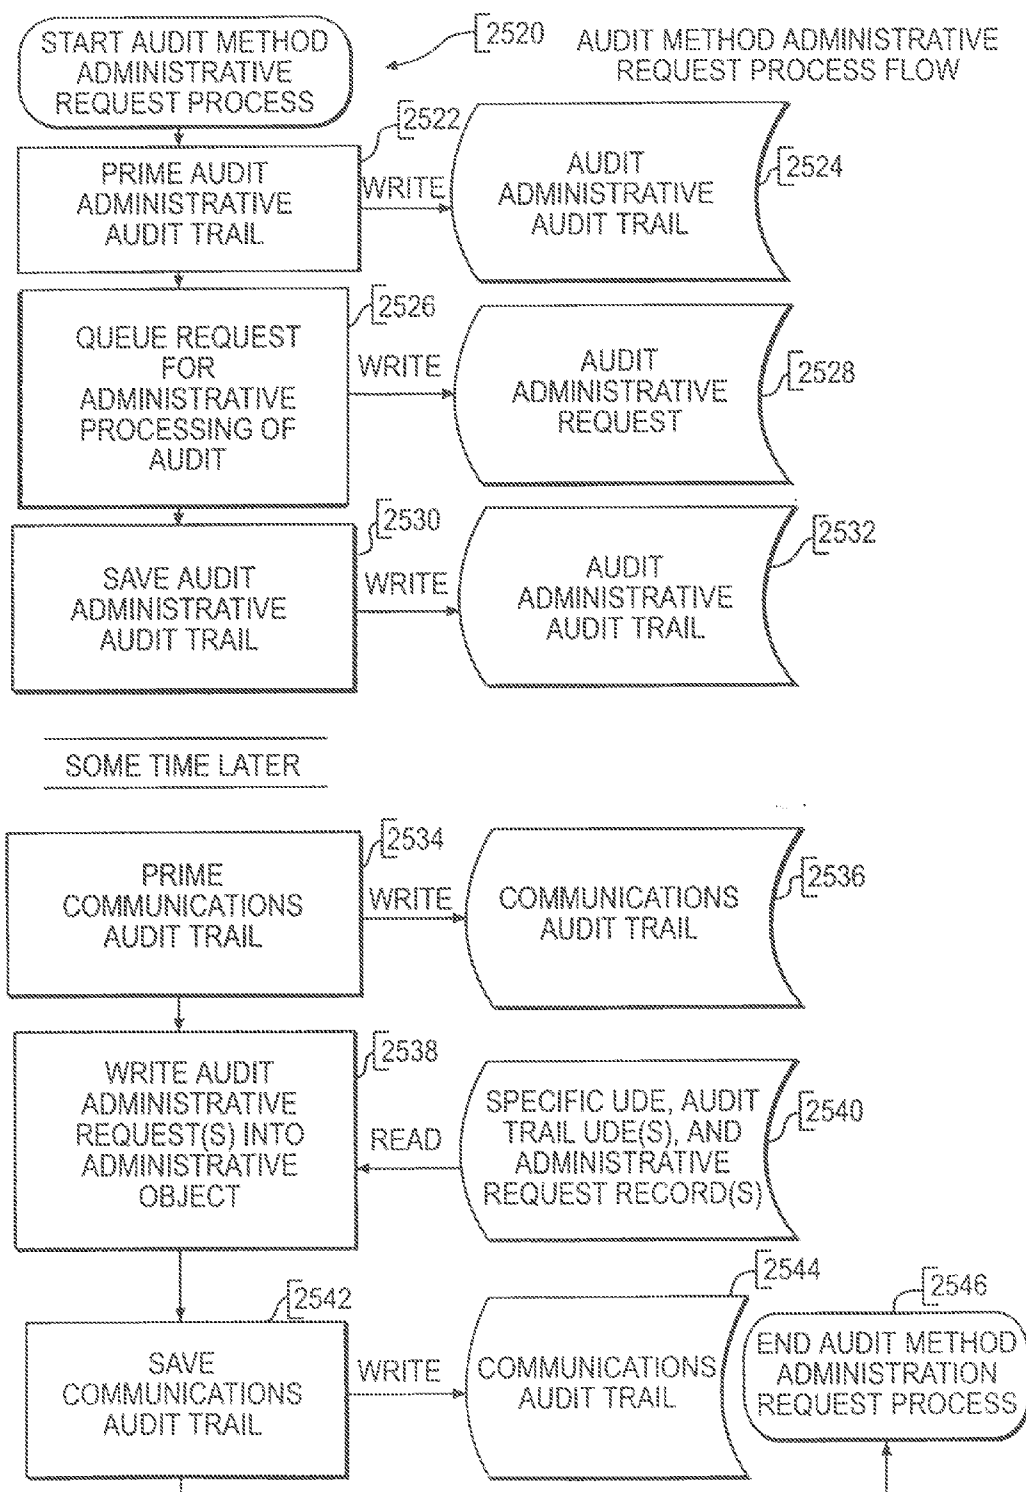 START AUDIT METHOD
ADMINISTRATIVE
REQUEST PROCESS
2520
AUDIT METHOD ADMINISTRATIVE
REQUEST PROCESS FLOW
PRIME AUDIT
ADMINISTRATIVE
AUDIT TRAIL
2522
WRITE
AUDIT
ADMINISTRATIVE
AUDIT TRAIL
2524
QUEUE REQUEST
FOR
ADMINISTRATIVE
PROCESSING OF
AUDIT
2526
WRITE
AUDIT
ADMINISTRATIVE
REQUEST
2528
SAVE AUDIT
ADMINISTRATIVE
AUDIT TRAIL
2530
WRITE
AUDIT
ADMINISTRATIVE
AUDIT TRAIL
2532
SOME TIME LATER
PRIME
COMMUNICATIONS
AUDIT TRAIL
2534
WRITE
COMMUNICATIONS
AUDIT TRAIL
2536
WRITE AUDIT
ADMINISTRATIVE
REQUEST(S) INTO
ADMINISTRATIVE
OBJECT
2538
READ
SPECIFIC UDE, AUDIT
TRAIL UDE(S), AND
ADMINISTRATIVE
REQUEST RECORD(S)
2540
SAVE
COMMUNICATIONS
AUDIT TRAIL
2542
WRITE
COMMUNICATIONS
AUDIT TRAIL
2544
END AUDIT METHOD
ADMINISTRATION
REQUEST PROCESS
2546